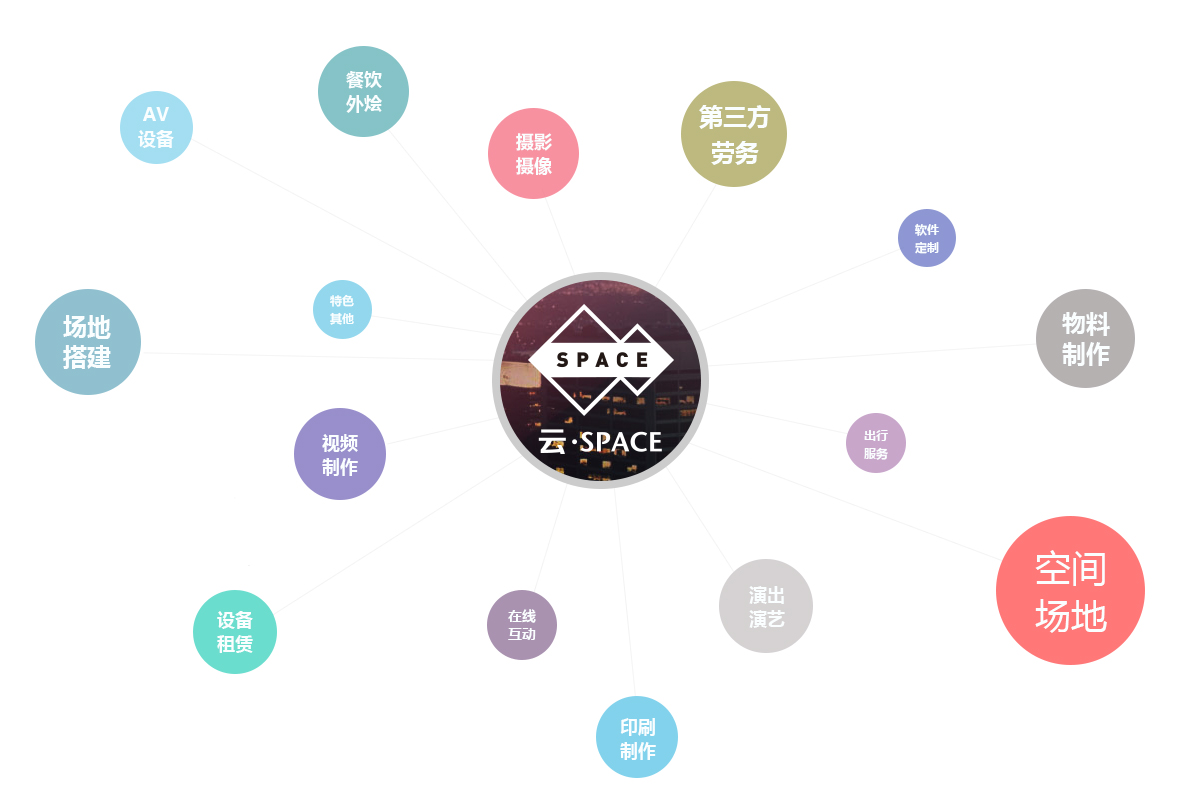 餐饮
外烩
AV
设备
摄影
摄像
第三方
劳务
软件
定制
特色
其他
场地
搭建
物料
制作
SPACE
云·SPACE
视频
制作
出行
服务
空间
场地
设备
租赁
在线
互动
演出
演艺
印刷
制作